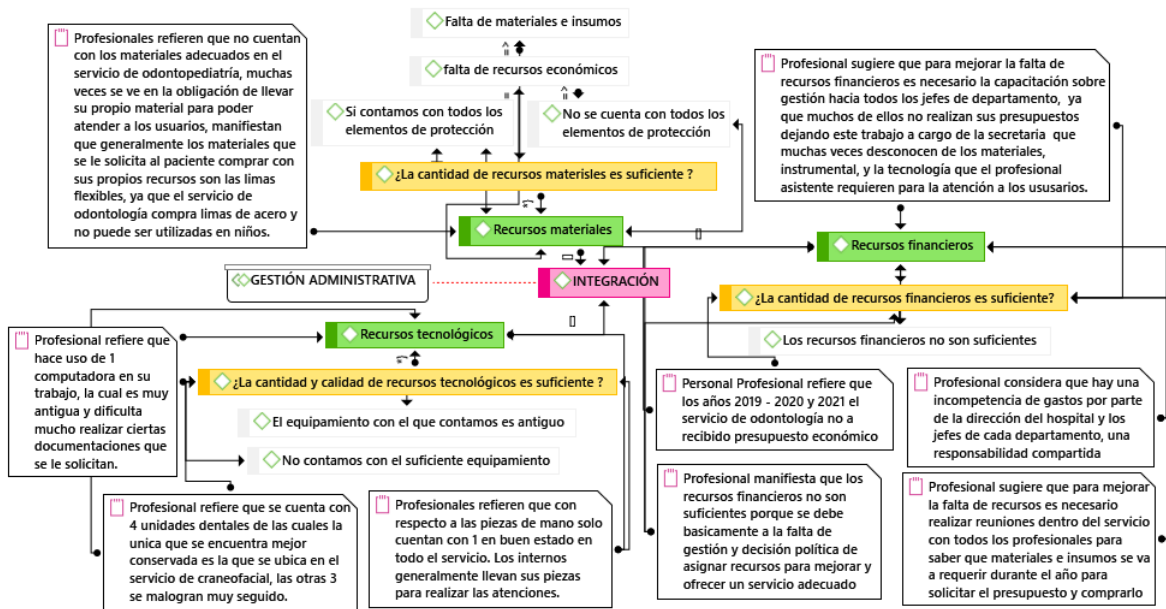 Profesionales refieren que no cuentan
con los materiales adecuados en el
servicio de odontopediatría, muchas
veces se ve en la obligación de llevar
su propio material para poder
atender a los usuarios, manifiestan
que generalmente los materiales que
se le solicita al paciente comprar con
sus propios recursos son las limas
flexibles, ya que el servicio de
odontología compra limas de acero y
no puede ser utilizadas en niños.
Falta de materiales e insumos
falta de recursos económicos
Si contamos con todos los
elementos de protección
No se cuenta con todos los
elementos de protección
¿La cantidad de recursos materisles es suficiente ?
Recursos materiales
Profesional sugiere que para mejorar la falta de
recursos financieros es necesario la capacitación sobre
gestión hacia todos los jefes de departamento, ya
que muchos de ellos no realizan sus presupuestos
dejando este trabajo a cargo de la secretaria que
muchas veces desconocen de los materiales,
instrumental, y la tecnología que el profesional
asistente requieren para la atención a los ususarios.
Recursos financieros
GESTIÓN ADMINISTRATIVA
INTEGRACIÓN
¿La cantidad de recursos financieros es suficiente?
Los recursos financieros no son suficientes
Recursos tecnológicos
¿La cantidad y calidad de recursos tecnológicos es suficiente ?
El equipamiento con el que contamos es antiguo
No contamos con el suficiente equipamiento
Profesional refiere que
hace uso de 1
computadora en su
trabajo, la cual es muy
antigua y dificulta
mucho realizar ciertas
documentaciones que
se le solicitan.
Personal Profesional refiere que
los años 2019 - 2020 y 2021 el
servicio de odontología no a
recibido presupuesto económico
Profesional considera que hay una
incompetencia de gastos por parte
de la dirección del hospital y los
jefes de cada departamento, una
responsabilidad compartida
Profesional refiere que se cuenta con
4 unidades dentales de las cuales la
unica que se encuentra mejor
conservada es la que se ubica en el
servicio de craneofacial, las otras 3
se malogran muy seguido.
Profesionales refieren que con
respecto a las piezas de mano solo
cuentan con 1 en buen estado en
todo el servicio. Los internos
generalmente llevan sus piezas
para realizar las atenciones.
Profesional manifiesta que los
recursos financieros no son
suficientes porque se debe
basicamente a la falta de
gestión y decisión política de
asignar recursos para mejorar y
ofrecer un servicio adecuado
Profesional sugiere que para mejorar
la falta de recursos es necesario
realizar reuniones dentro del servicio
con todos los profesionales para
saber que materiales e insumos se va
a requerir durante el año para
solicitar el presupuesto y comprarlo